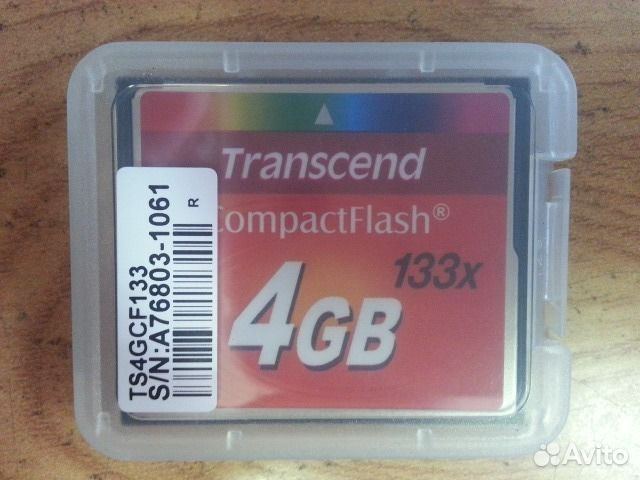 Transcend
CompactFlash®
133x
4GB
TS4GCF133
S/N:A76803-1061
R
Avito